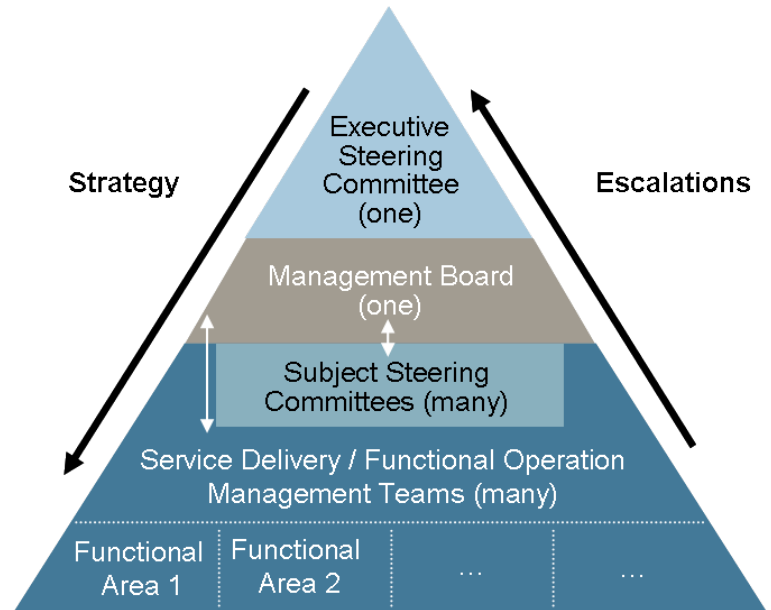 Executive
Steering
Committee
(one)
Strategy
Escalations
Management Board
(one)
Subject Steering
Committees (many)
Service Delivery / Functional Operation
Management Teams (many)
Functional
Area 1
Functional
Area 2
...
...